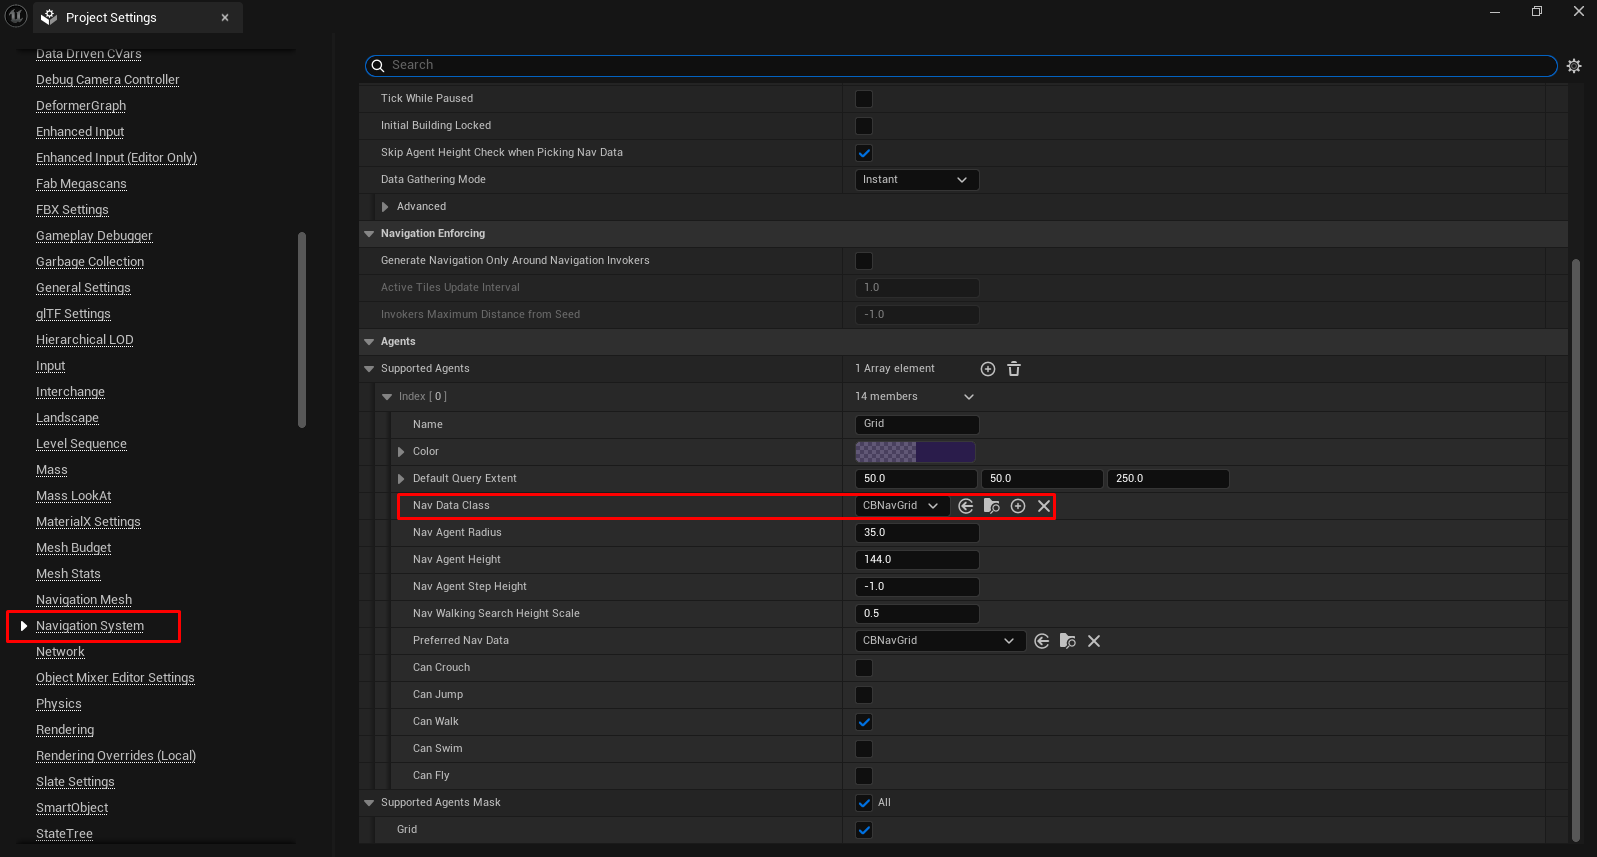 Project Settings
Data Driven CVars
Debug Camera Controller
DeformerGraph
Enhanced Input
Enhanced Input (Editor Only)
Fab Megascans
FBX Settings
Gameplay Debugger
Garbage Collection
General Settings
glTF Settings
Hierarchical LOD
Input
Interchange
Landscape
Level Sequence
Mass
Mass LookAt
MaterialX Settings
Mesh Budget
Mesh Stats
Navigation Mesh
Navigation System
Network
Object Mixer Editor Settings
Physics
Rendering
Rendering Overrides (Local)
Slate Settings
SmartObject
StateTree
Search
Tick While Paused
Initial Building Locked
Skip Agent Height Check when Picking Nav Data
Data Gathering Mode Instant
Advanced
Navigation Enforcing
Generate Navigation Only Around Navigation Invokers
Active Tiles Update Interval 1.0
Invokers Maximum Distance from Seed -1.0
Agents
Supported Agents 1 Array element
Index [ 0 ] 14 members
Name Grid
Color
Default Query Extent 50.0 50.0 250.0
Nav Data Class CBNavGrid
Nav Agent Radius 35.0
Nav Agent Height 144.0
Nav Agent Step Height -1.0
Nav Walking Search Height Scale 0.5
Preferred Nav Data CBNavGrid
Can Crouch
Can Jump
Can Walk
Can Swim
Can Fly
Supported Agents Mask All
Grid